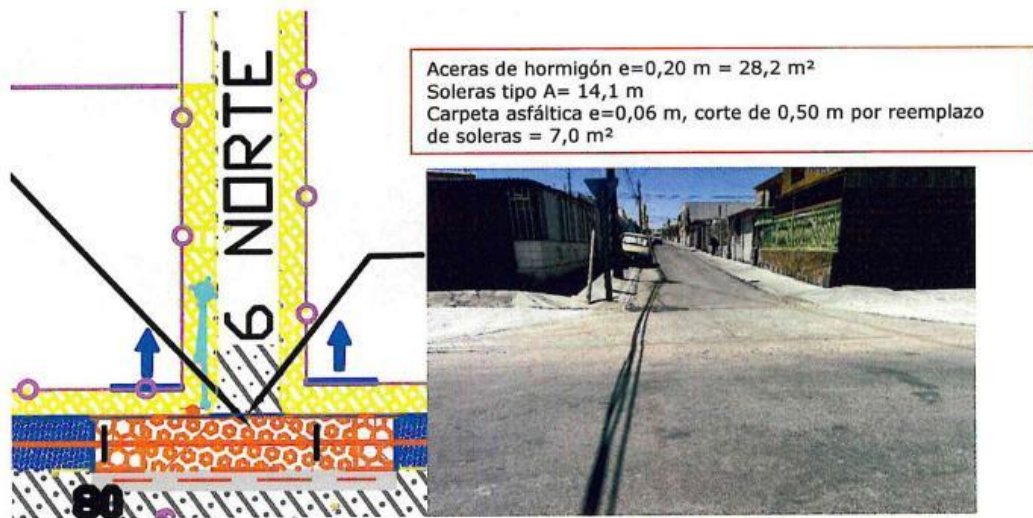 Aceras de hormigón e=0,20 m = 28,2 m²
Soleras tipo A= 14,1 m
Carpeta asfáltica e=0,06 m, corte de 0,50 m por reemplazo
de soleras = 7,0 m²
6 NORTE
80